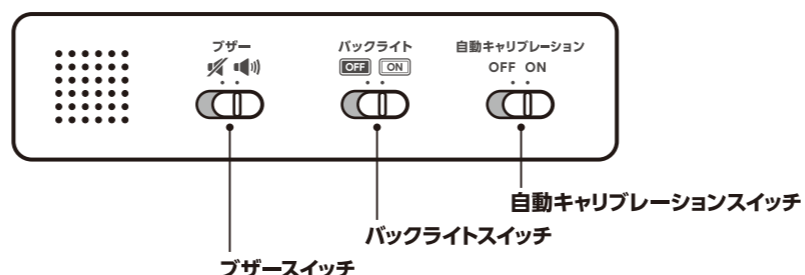 ブザー
バックライト
自動キャリブレーション
OFF ON
OFF ON
自動キャリブレーションスイッチ
バックライトスイッチ
ブザースイッチ